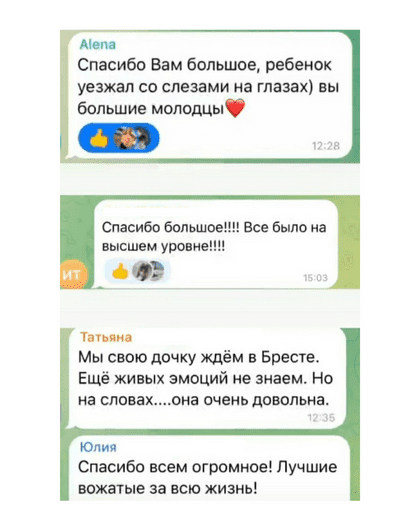 Alena
Спасибо Вам большое, ребенок
уезжал со слезами на глазах) вы
большие молодцы❤️
12:28
Спасибо большое!!!! Все было на
высшем уровне!!!!
ИТ
15:03
Татьяна
Мы свою дочку ждём в Бресте.
Ещё живых эмоций не знаем. Но
на словах....она очень довольна.
12:35
Юлия
Спасибо всем огромное! Лучшие
вожатые за всю жизнь!